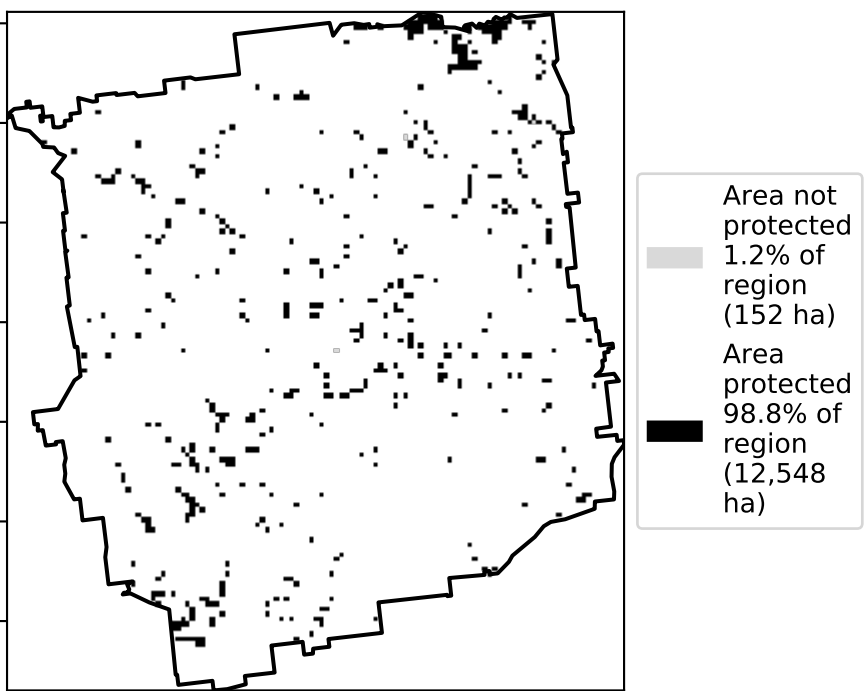 Area not
protected
1.2% of
region
(152 ha)
Area
protected
98.8% of
region
(12,548
ha)